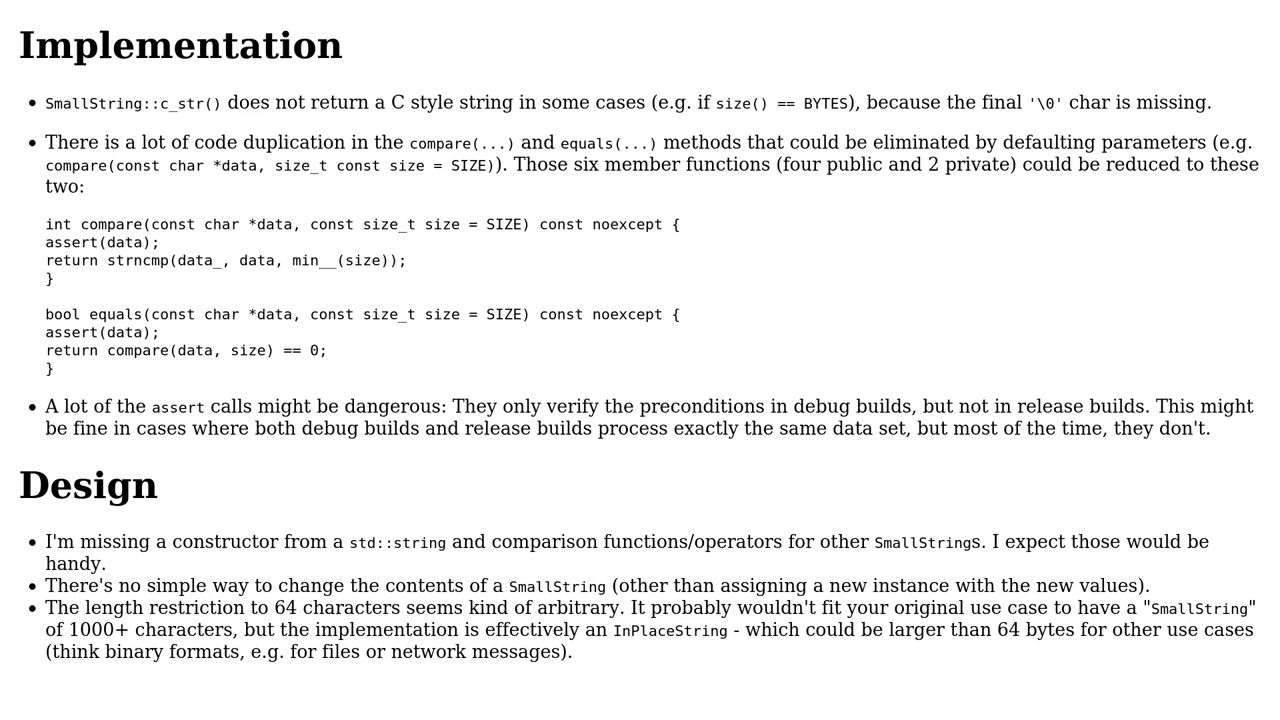 Implementation
• SmallString::c_str() does not return a C style string in some cases (e.g. if size() == BYTES), because the final '\0' char is missing.
• There is a lot of code duplication in the compare(...) and equals(...) methods that could be eliminated by defaulting parameters (e.g.
compare(const char *data, size_t const size = SIZE)). Those six member functions (four public and 2 private) could be reduced to these
two:
int compare(const char *data, const size_t size = SIZE) const noexcept {
assert(data);
return strncmp(data_, data, min__(size));
}
bool equals(const char *data, const size_t size = SIZE) const noexcept {
assert(data);
return compare(data, size) == 0;
}
• A lot of the assert calls might be dangerous: They only verify the preconditions in debug builds, but not in release builds. This might
be fine in cases where both debug builds and release builds process exactly the same data set, but most of the time, they don't.
Design
• I'm missing a constructor from a std::string and comparison functions/operators for other SmallStrings. I expect those would be
handy.
• There's no simple way to change the contents of a SmallString (other than assigning a new instance with the new values).
• The length restriction to 64 characters seems kind of arbitrary. It probably wouldn't fit your original use case to have a "SmallString"
of 1000+ characters, but the implementation is effectively an InPlaceString - which could be larger than 64 bytes for other use cases
(think binary formats, e.g. for files or network messages).